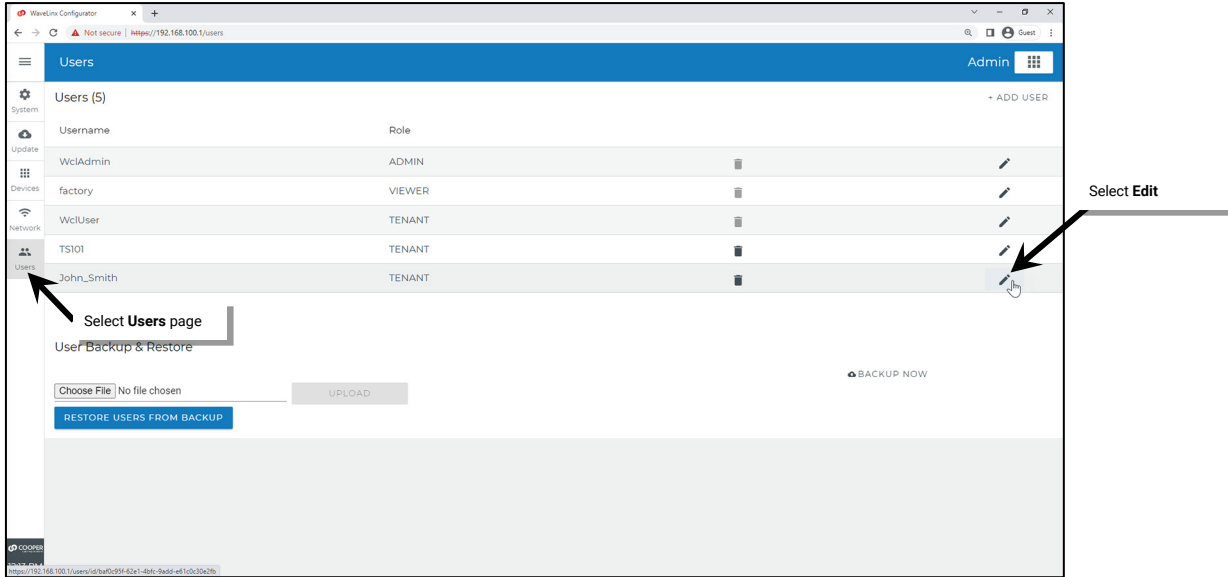 WaveLinx Configurator
Not secure | https://192.168.100.1/users
Guest
Users
Admin
System
Users (5)
+ ADD USER
Update
Username
Role
WclAdmin
ADMIN
Devices
factory
VIEWER
Select Edit
Network
WclUser
TENANT
Users
TS101
TENANT
John_Smith
TENANT
Select Users page
User Backup & Restore
BACKUP NOW
Choose File No file chosen
UPLOAD
RESTORE USERS FROM BACKUP
COOPER
https://192.168.100.1/users/id/baf0c95f-62e1-4bfc-9add-e61c0c30e2fb